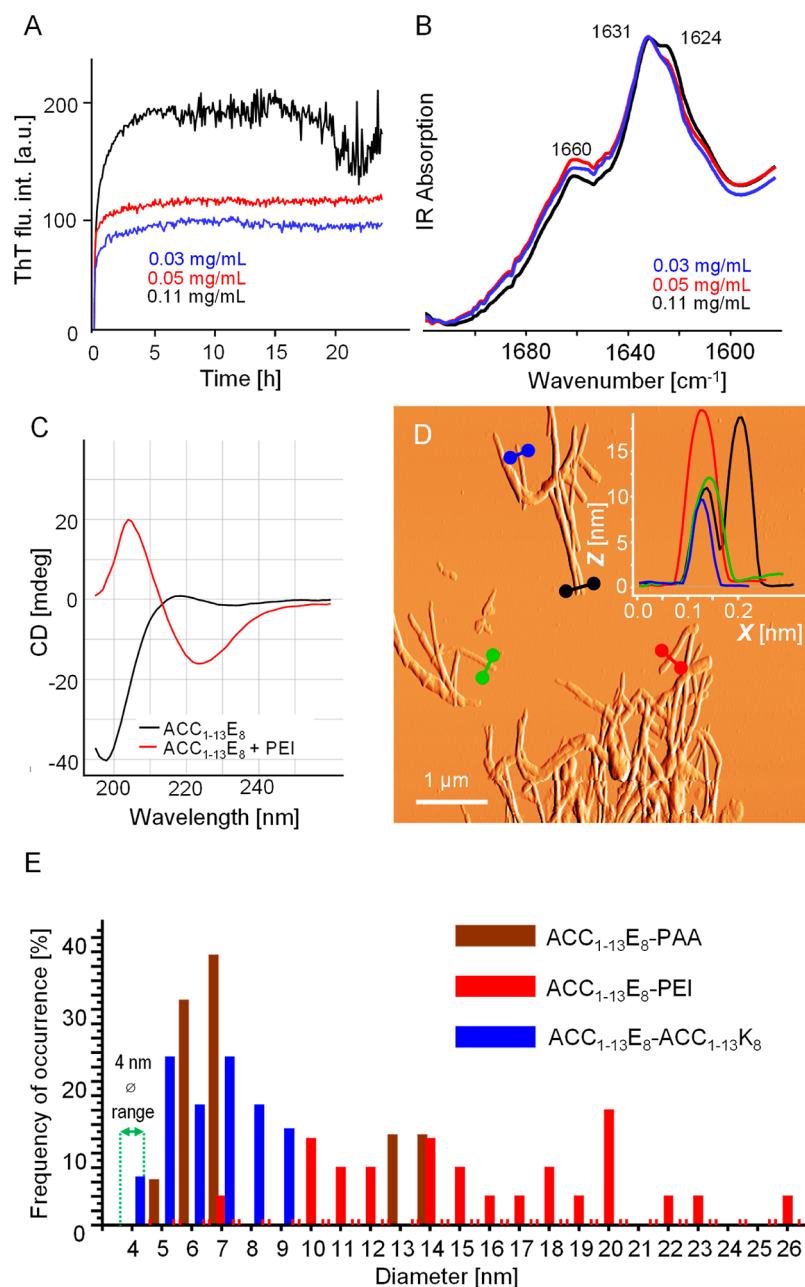 A
ThT flu. int. [a.u.]
200
100
0
0.03 mg/mL
0.05 mg/mL
0.11 mg/mL
0 5 10 15 20
Time [h]
B
IR Absorption
1631 1624
1660
0.03 mg/mL
0.05 mg/mL
0.11 mg/mL
1680 1640 1600
Wavenumber [cm⁻¹]
C
CD [mdeg]
20
0
-20
-40
ACC₁₋₁₃E₈
ACC₁₋₁₃E₈ + PEI
200 220 240
Wavelength [nm]
D
Z [nm]
15
10
5
0
0.0 0.1 0.2
X [nm]
1 µm
E
Frequency of occurrence [%]
40
30
20
10
0
4 nm
⌀
range
ACC₁₋₁₃E₈-PAA
ACC₁₋₁₃E₈-PEI
ACC₁₋₁₃E₈-ACC₁₋₁₃K₈
4 5 6 7 8 9 10 11 12 13 14 15 16 17 18 19 20 21 22 23 24 25 26
Diameter [nm]